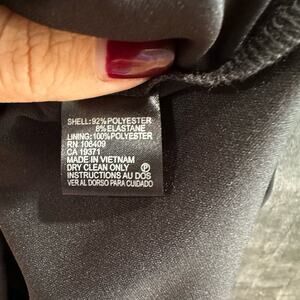 SHELL: 92%POLYESTER
8%ELASTANE
LINING:100%POLYESTER
RN 106409
CA 19371
MADE IN VIETNAM
DRY CLEAN ONLY P
INSTRUCTIONS AU DOS
VER AL DORSO PARA CUIDADO